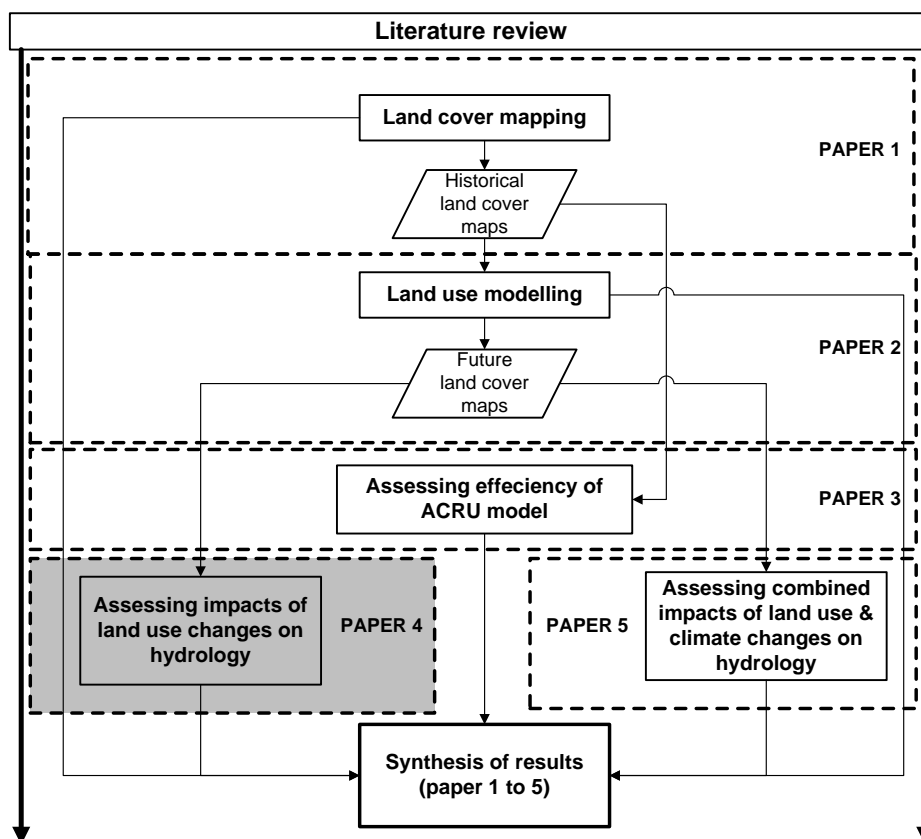 Literature review
Land cover mapping
PAPER 1
Historical
land cover
maps
Land use modelling
PAPER 2
Future
land cover
maps
Assessing effeciency of
ACRU model
PAPER 3
Assessing impacts of
land use changes on
hydrology
PAPER 4
PAPER 5
Assessing combined
impacts of land use &
climate changes on
hydrology
Synthesis of results
(paper 1 to 5)